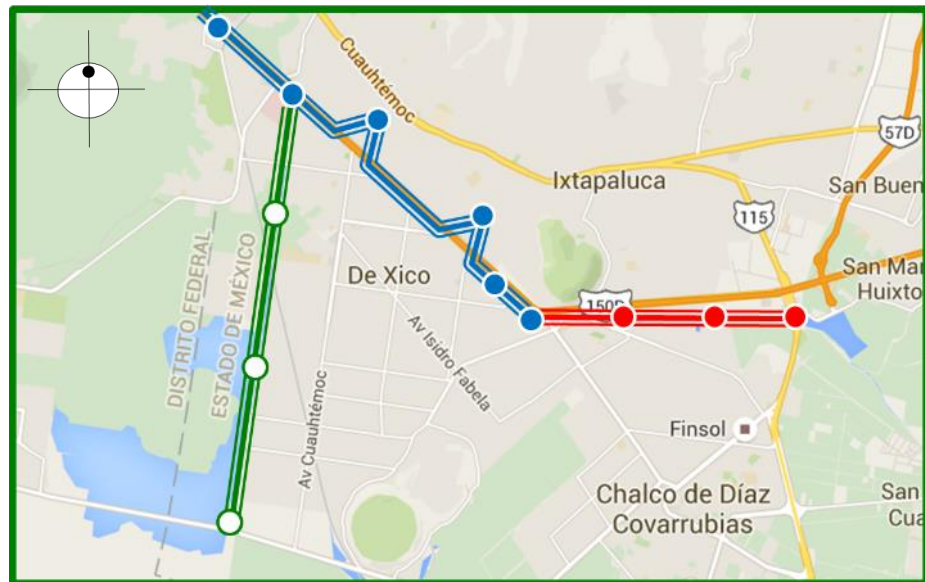 Cuauhtémoc
57D
Ixtapaluca
San Buen
115
DISTRITO FEDERAL
ESTADO DE MÉXICO
De Xico
150D
San Mar
Huixto
Av Isidro Fabela
Av Cuauhtémoc
Finsol
Chalco de Díaz
Covarrubias
San
Cua